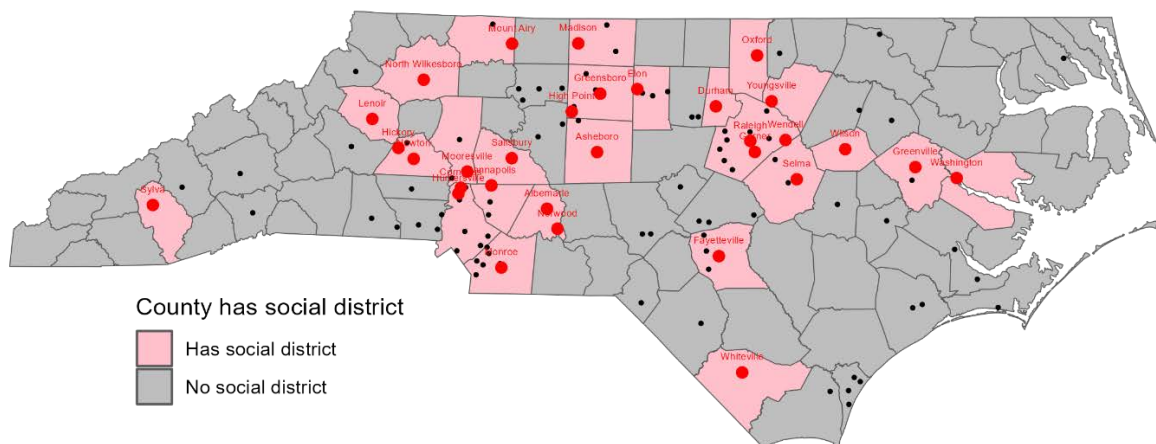 Mount Airy
Madison
Oxford
North Wilkesboro
Greensboro
Elon
Durham
Youngsville
High Point
Lenoir
Raleigh
Wendell
Hickory
Salisbury
Asheboro
Wilson
Mooresville
Greenville
Washington
Selma
Sylva
Albemarle
Norwood
Fayetteville
Monroe
Whiteville
County has social district
Has social district
No social district